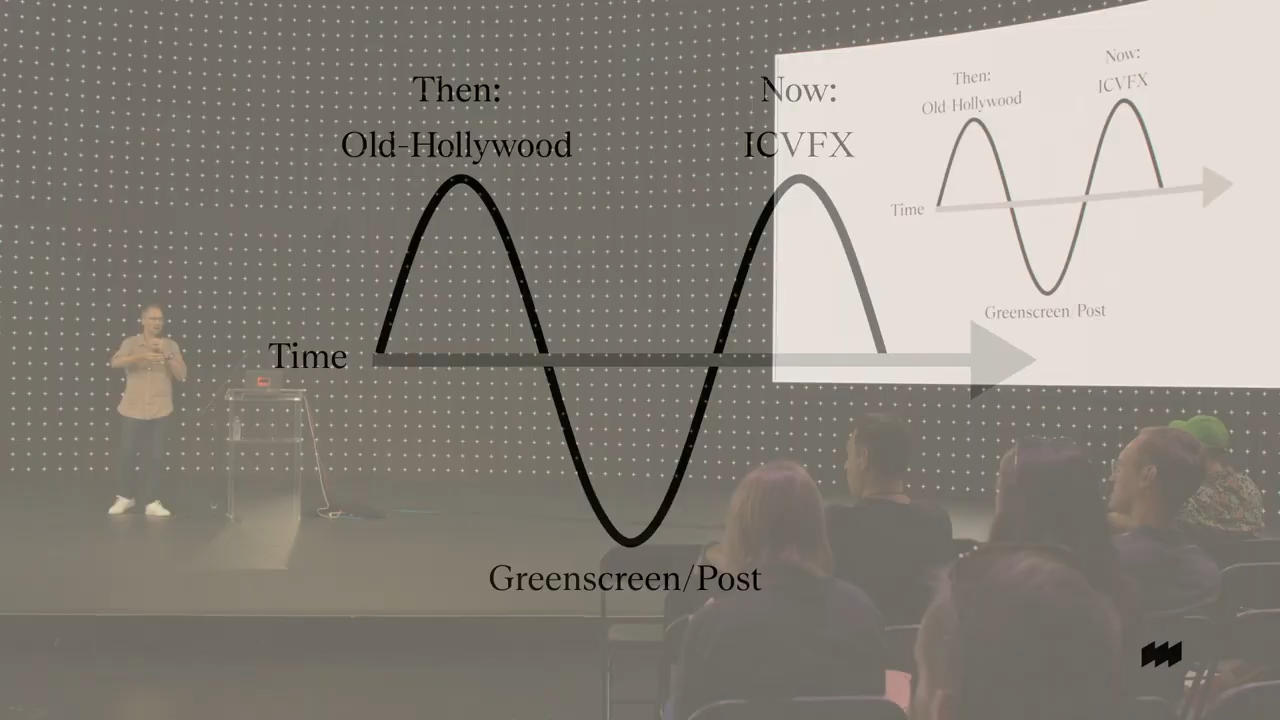 Then:
Old-Hollywood
Now:
ICVFX
Time
Greenscreen/Post
Then:
Old-Hollywood
Now:
ICVFX
Time
Greenscreen/Post